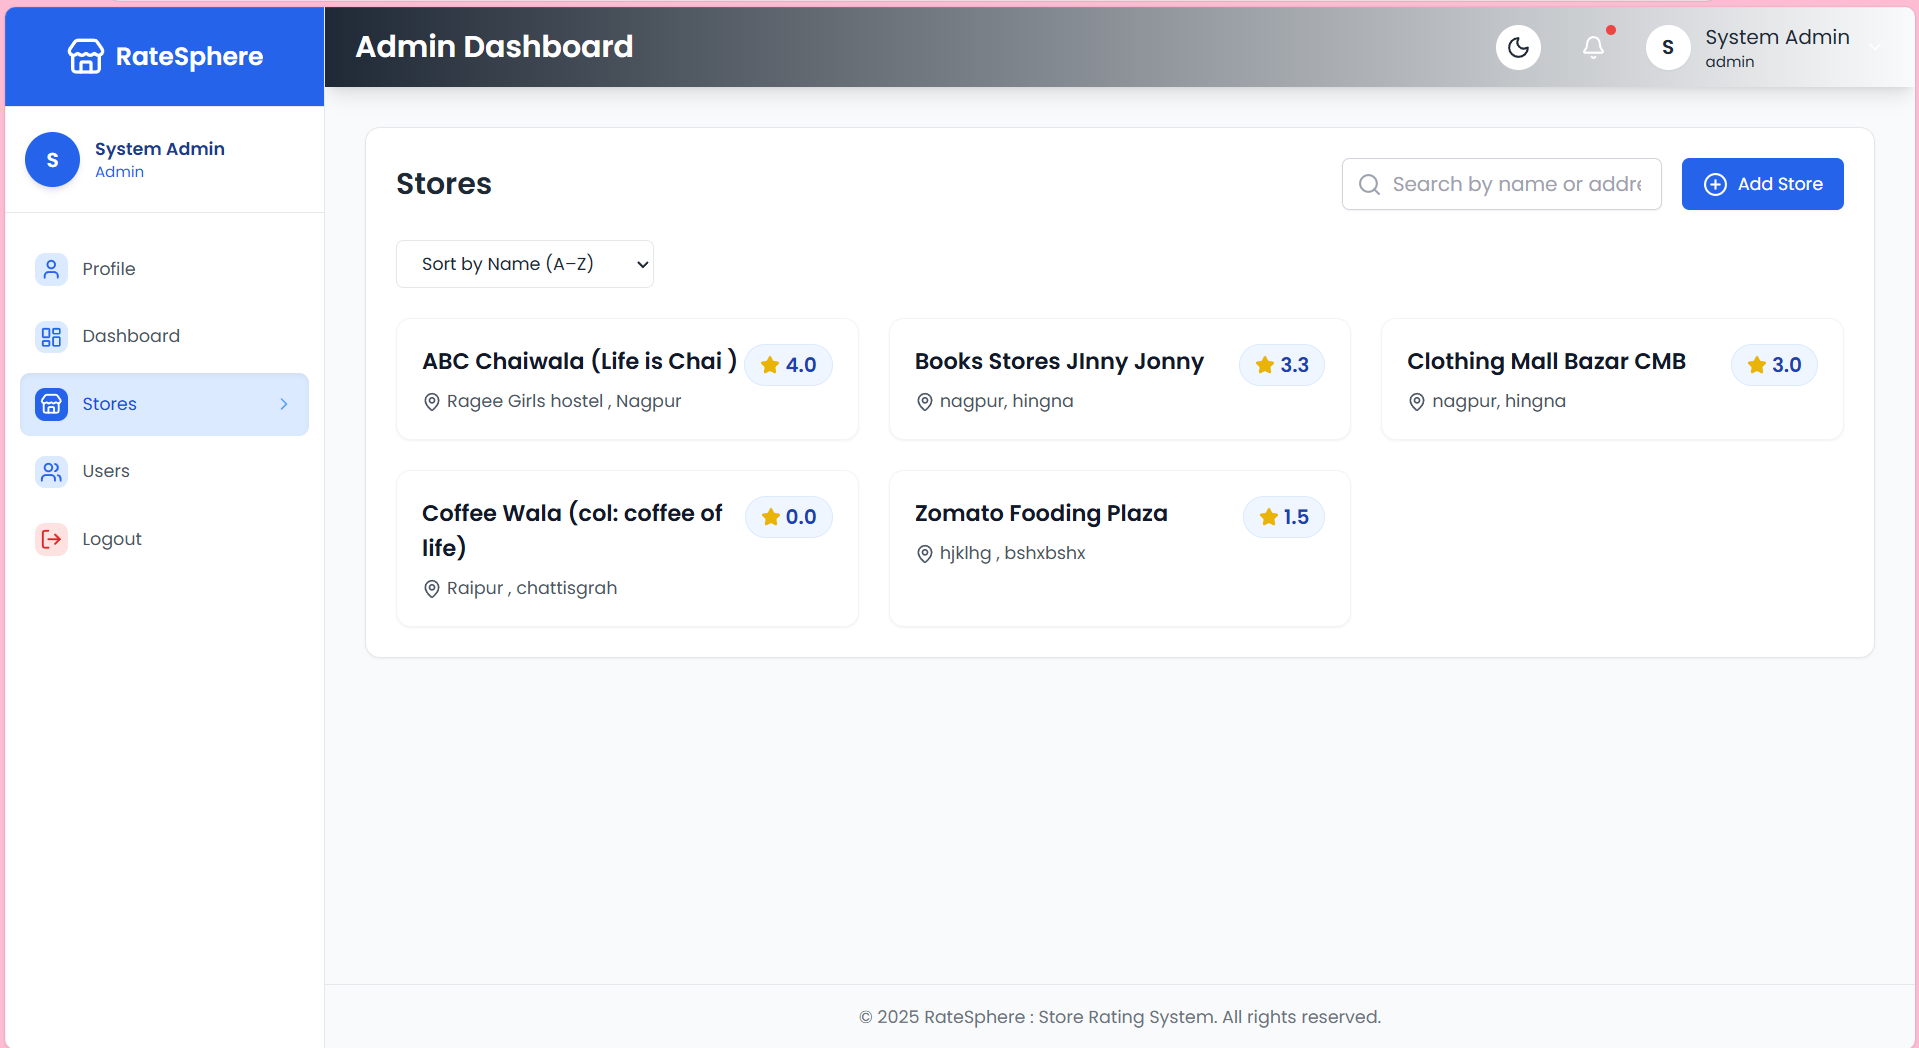 RateSphere
Admin Dashboard
S
System Admin
admin
S
System Admin
Admin
Profile
Dashboard
Stores
Users
Logout
Stores
Search by name or addre
Add Store
Sort by Name (A–Z)
ABC Chaiwala (Life is Chai )
4.0
Ragee Girls hostel , Nagpur
Books Stores JInny Jonny
3.3
nagpur, hingna
Clothing Mall Bazar CMB
3.0
nagpur, hingna
Coffee Wala (col: coffee of
life)
0.0
Raipur , chattisgrah
Zomato Fooding Plaza
1.5
hjklhg , bshxbshx
© 2025 RateSphere : Store Rating System. All rights reserved.